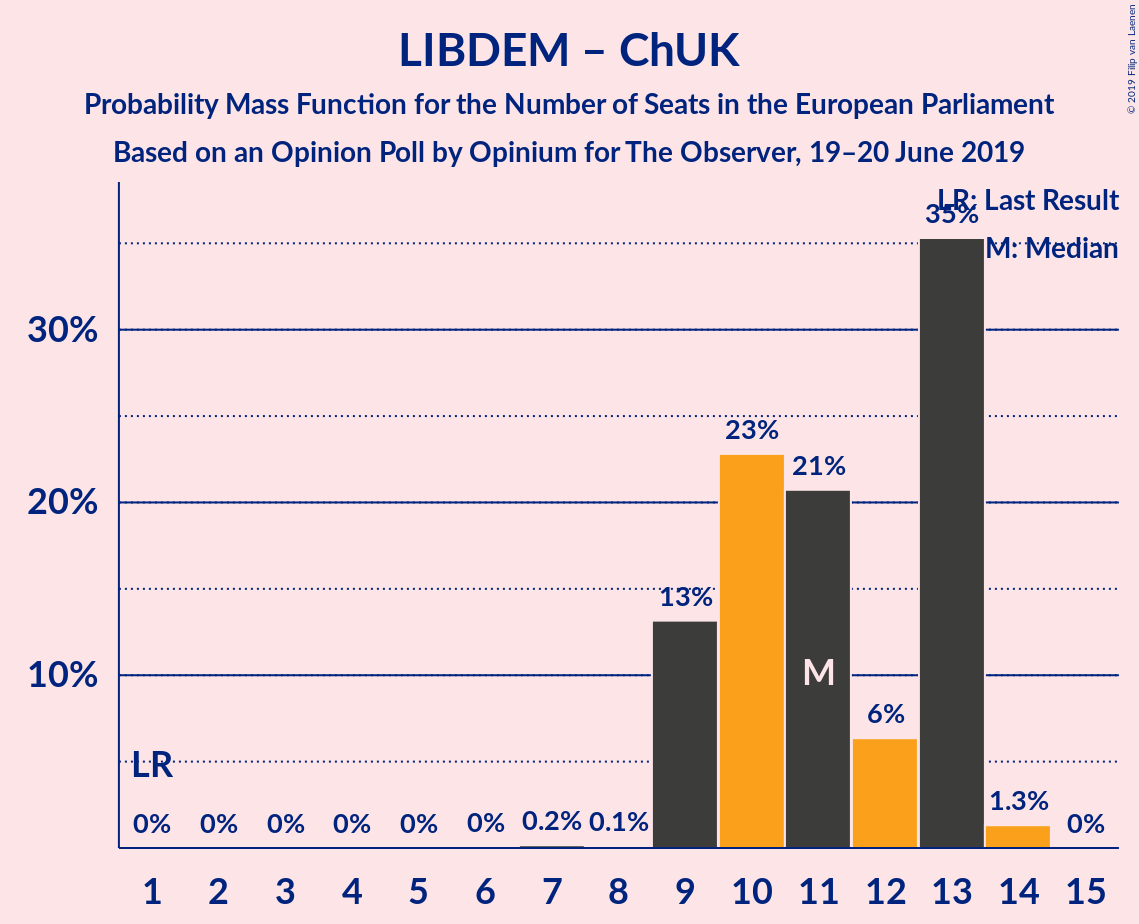 LIBDEM – ChUK
Probability Mass Function for the Number of Seats in the European Parliament
Based on an Opinion Poll by Opinium for The Observer, 19–20 June 2019
© 2019 Filip van Laenen
LR: Last Result
M: Median
35%
30%
23%
21%
20%
13%
10%
M
6%
LR
1.3%
0%
0%
0%
0%
0%
0%
0.2%
0.1%
0%
1 2 3 4 5 6 7 8 9 10 11 12 13 14 15